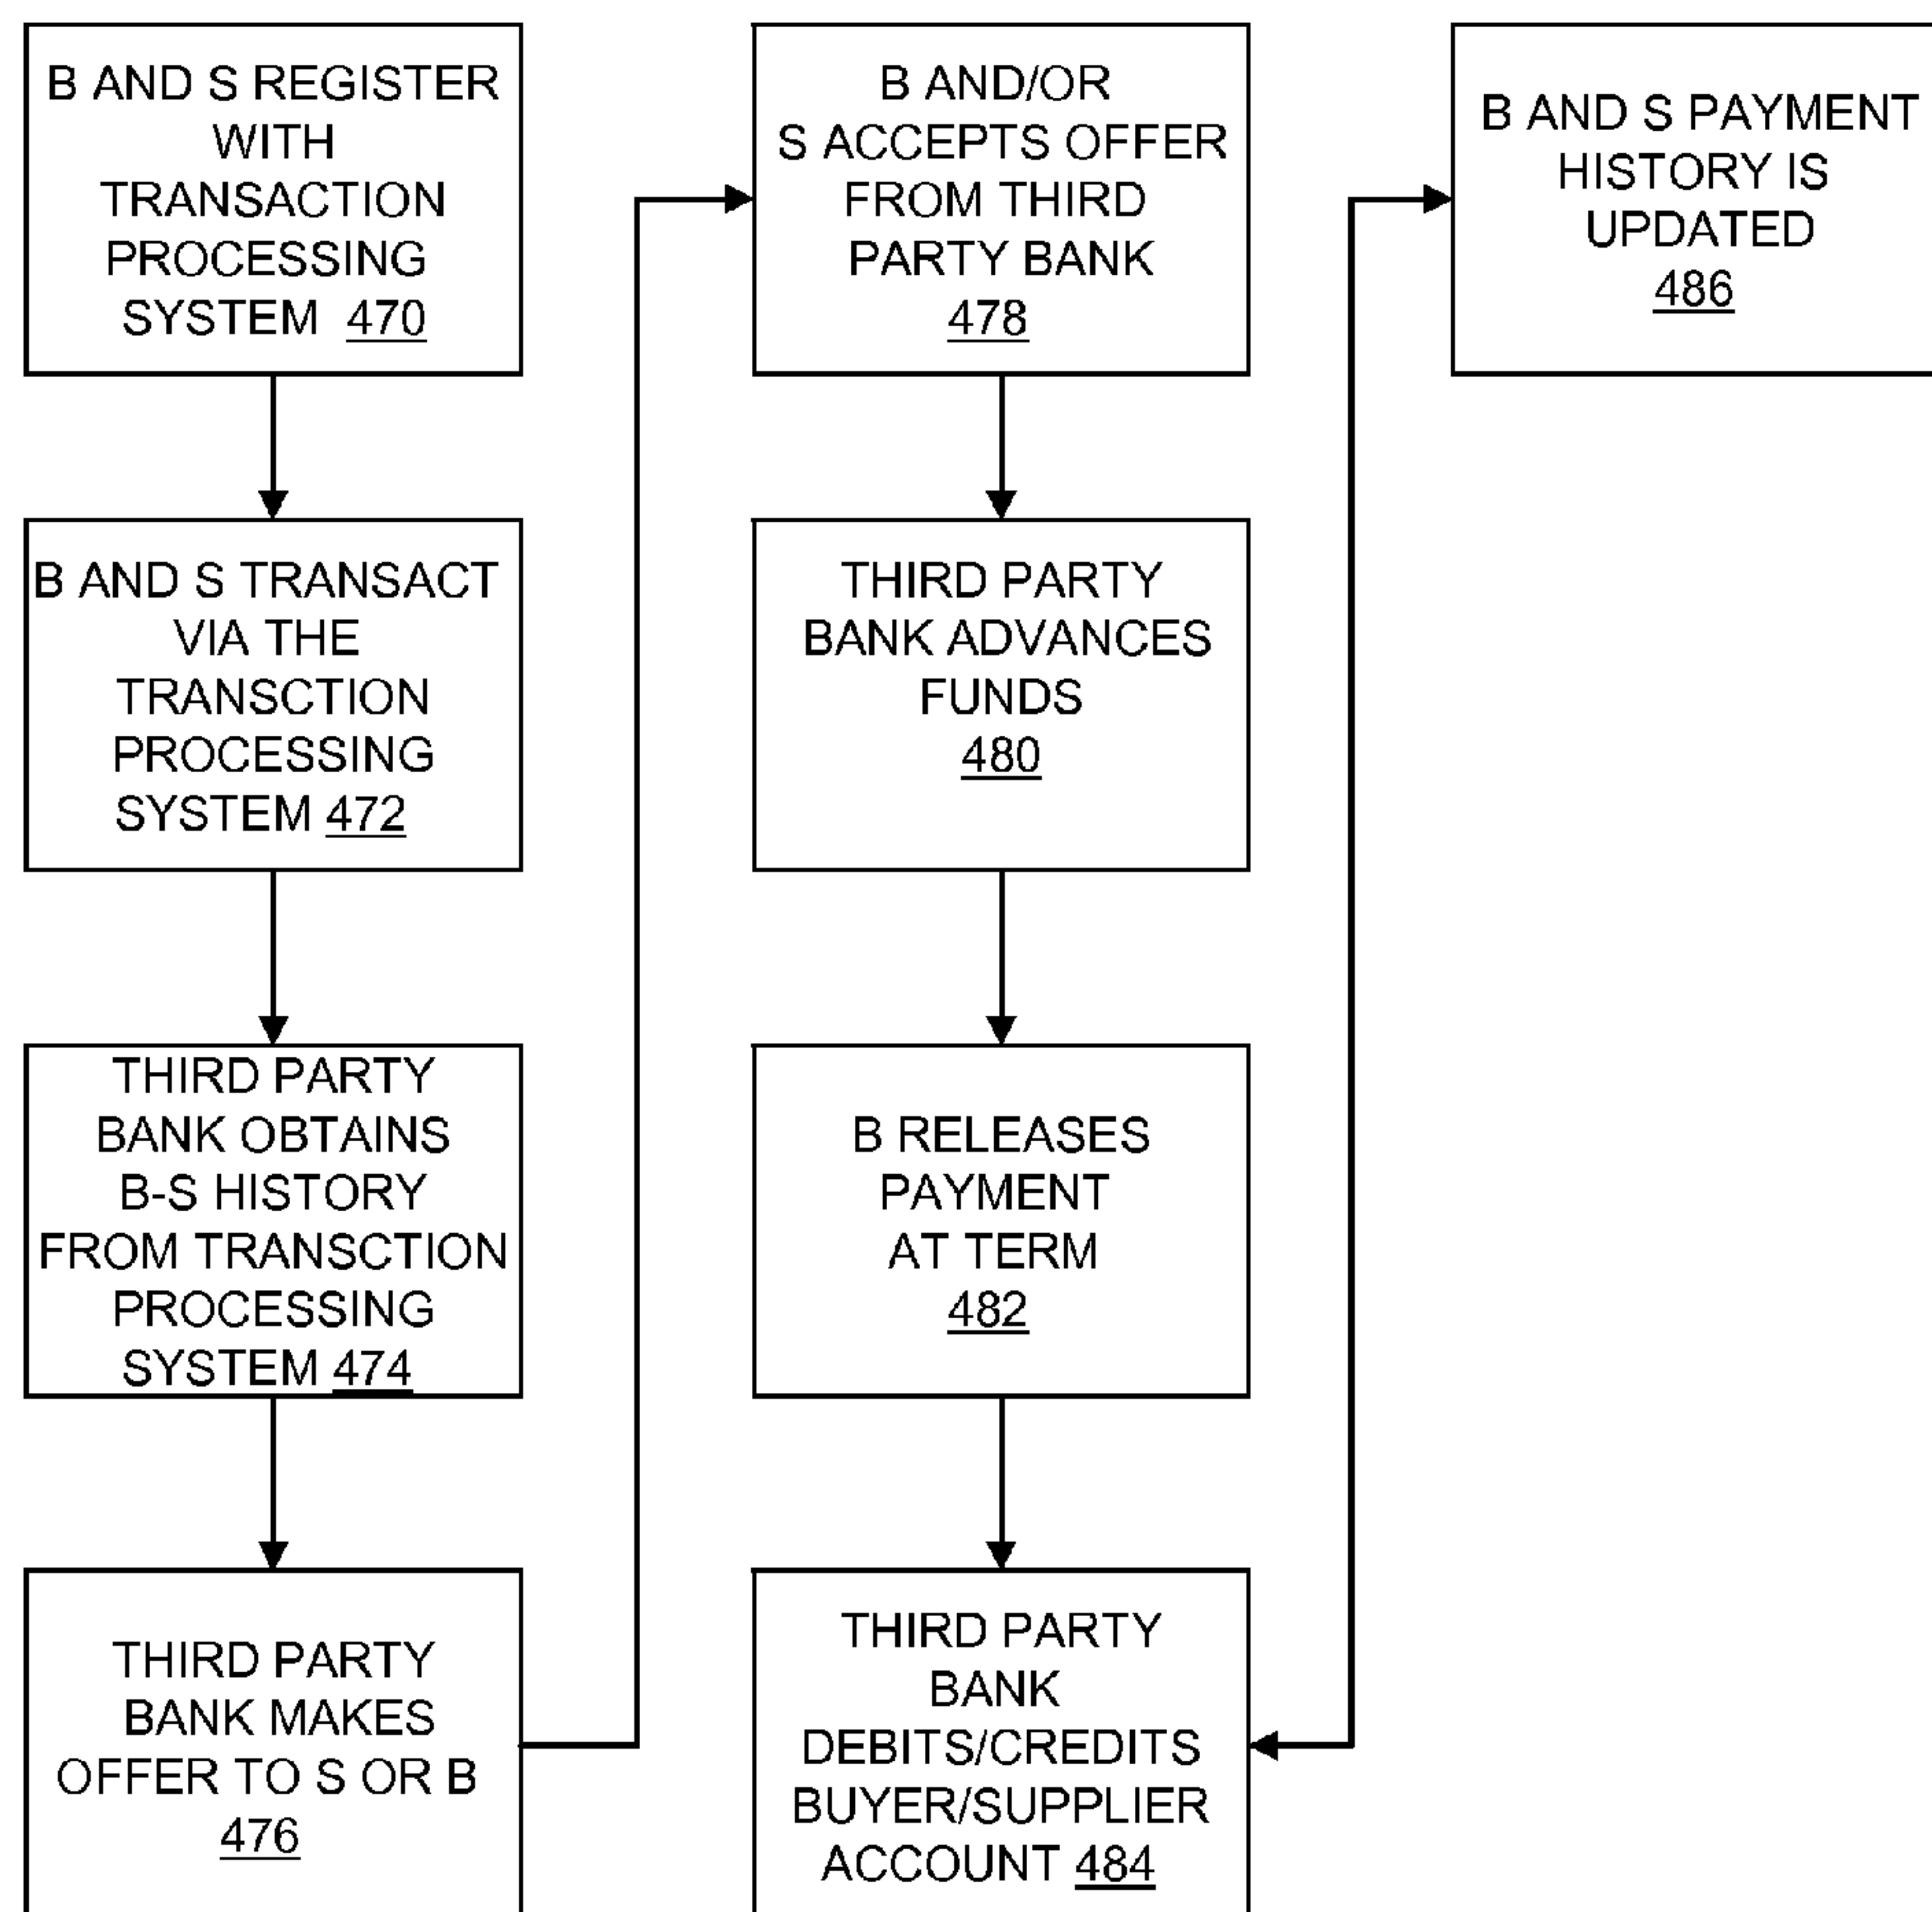 B AND S REGISTER
WITH
TRANSACTION
PROCESSING
SYSTEM 470
B AND S TRANSACT
VIA THE
TRANSCTION
PROCESSING
SYSTEM 472
THIRD PARTY
BANK OBTAINS
B-S HISTORY
FROM TRANSCTION
PROCESSING
SYSTEM 474
THIRD PARTY
BANK MAKES
OFFER TO S OR B
476
B AND/OR
S ACCEPTS OFFER
FROM THIRD
PARTY BANK
478
THIRD PARTY
BANK ADVANCES
FUNDS
480
B RELEASES
PAYMENT
AT TERM
482
THIRD PARTY
BANK
DEBITS/CREDITS
BUYER/SUPPLIER
ACCOUNT 484
B AND S PAYMENT
HISTORY IS
UPDATED
486